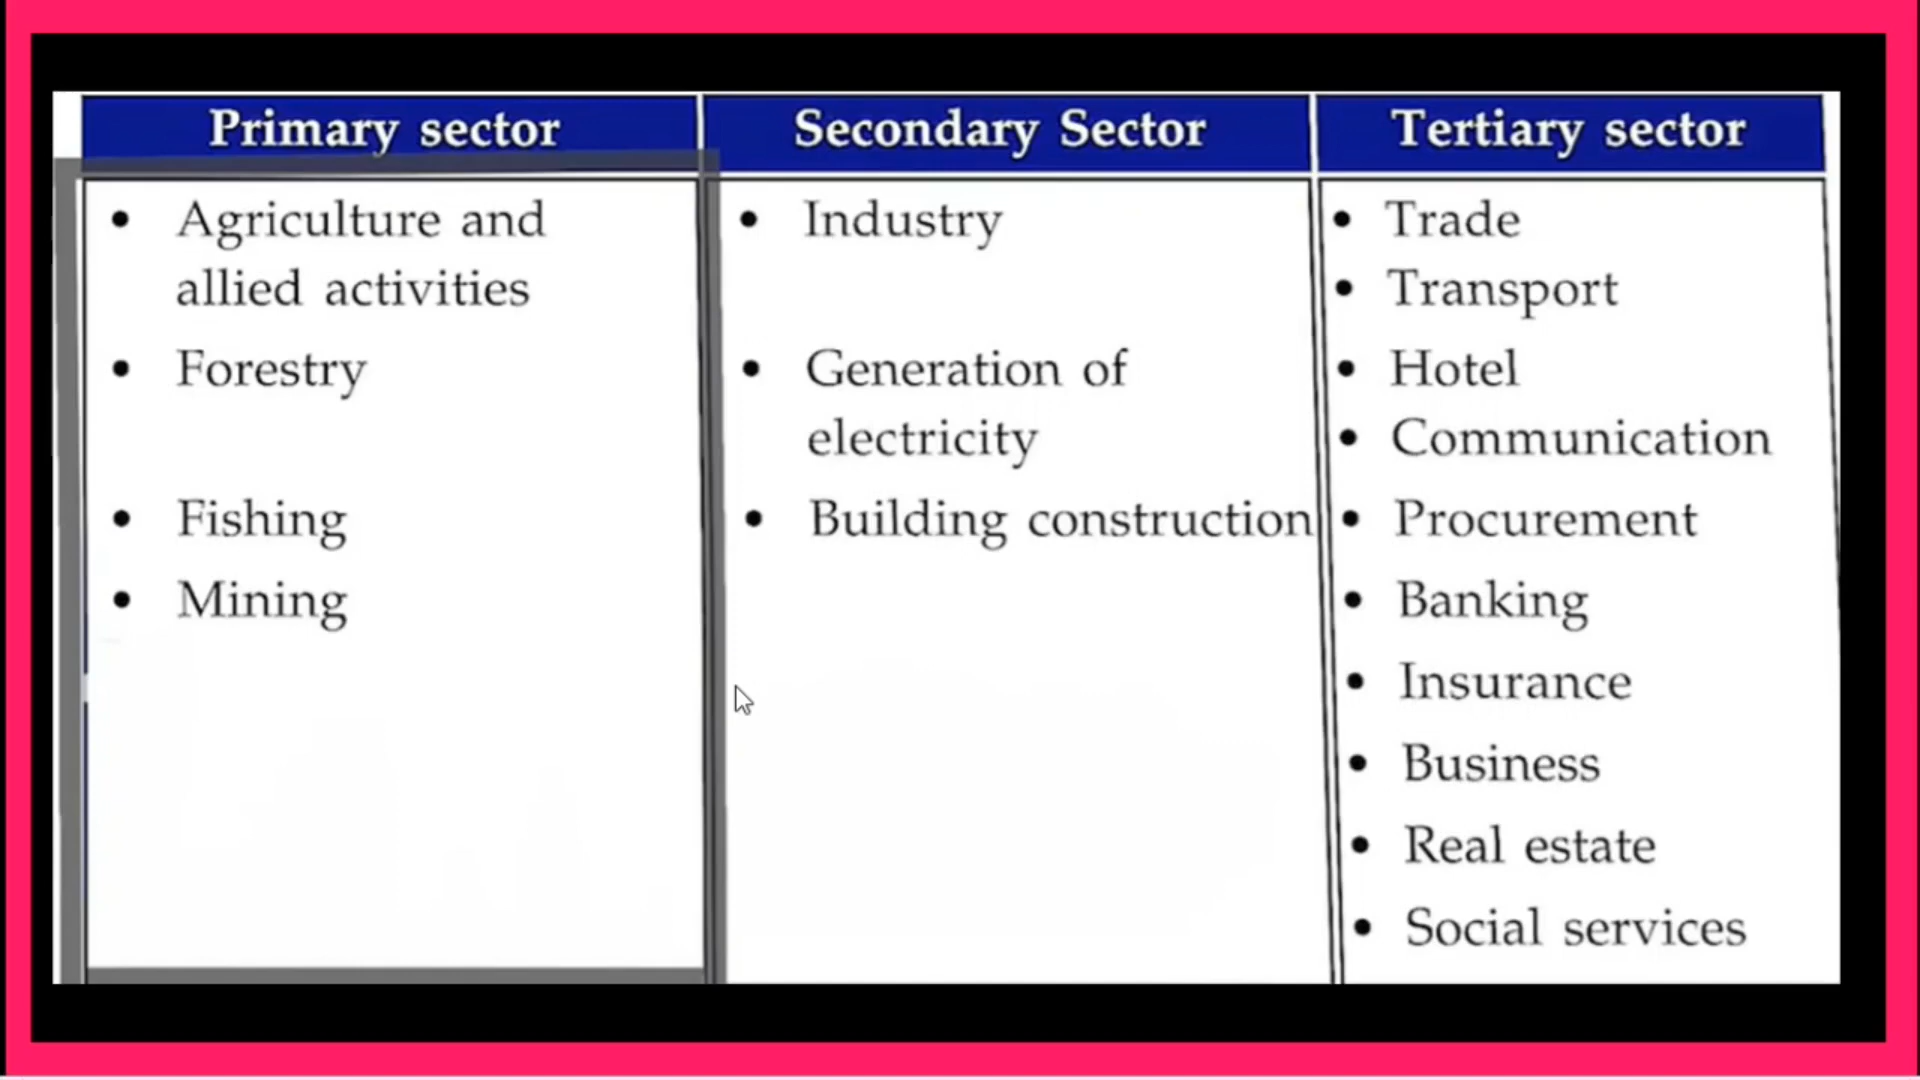 Primary sector
Secondary Sector
Tertiary sector
• Agriculture and
allied activities
• Forestry
• Fishing
• Mining
• Industry
• Generation of
electricity
• Building construction
• Trade
• Transport
• Hotel
• Communication
• Procurement
• Banking
• Insurance
• Business
• Real estate
• Social services